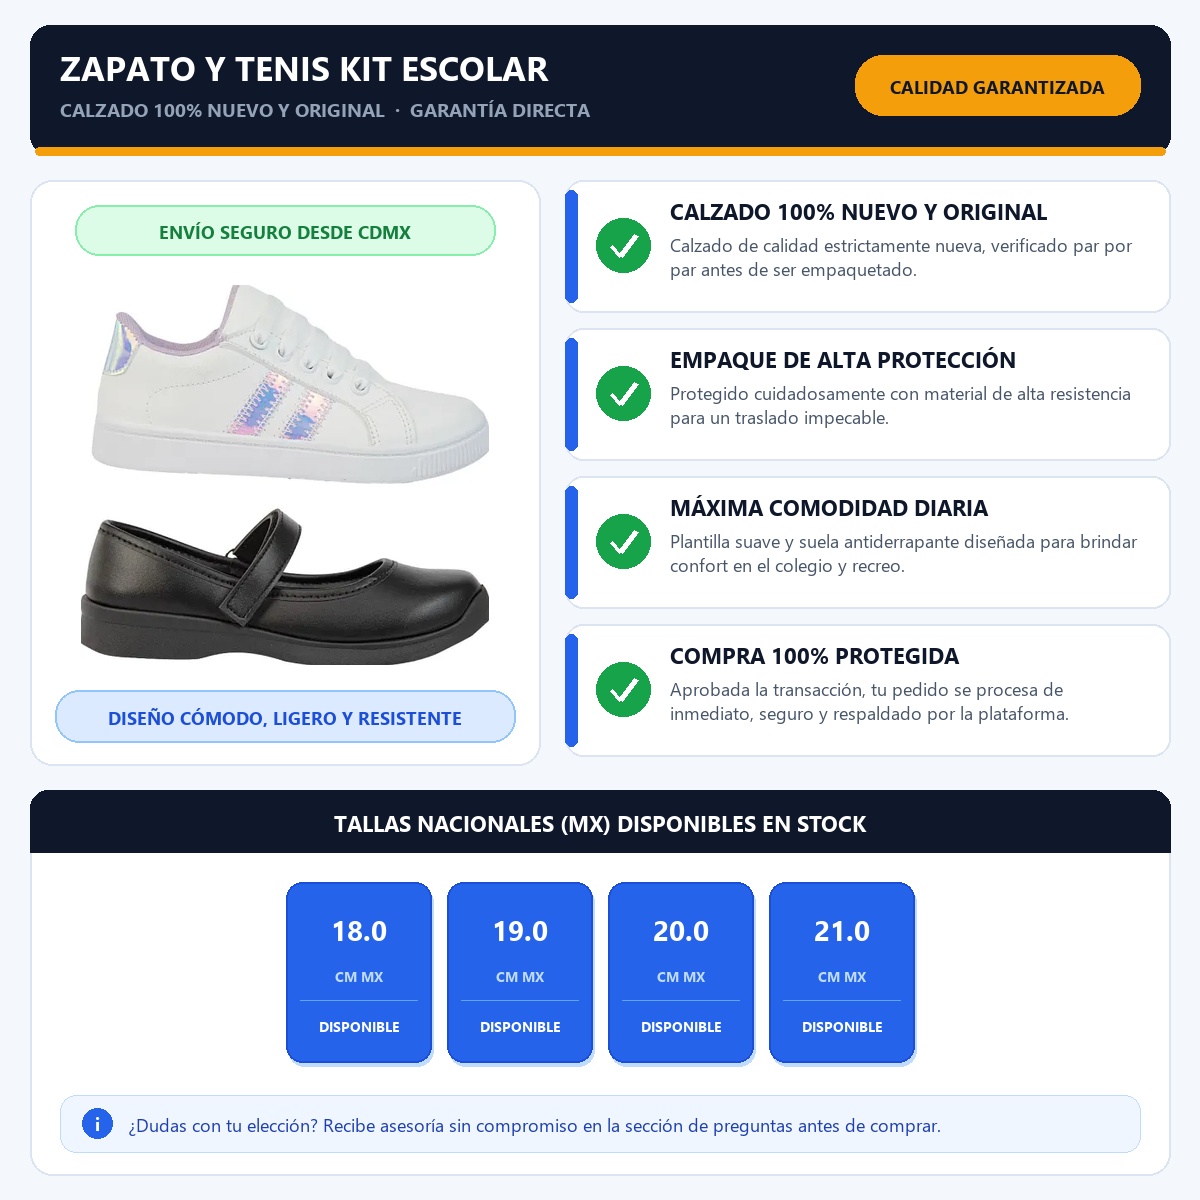 ZAPATO Y TENIS KIT ESCOLAR
CALZADO 100% NUEVO Y ORIGINAL · GARANTÍA DIRECTA
CALIDAD GARANTIZADA
ENVÍO SEGURO DESDE CDMX
DISEÑO CÓMODO, LIGERO Y RESISTENTE
CALZADO 100% NUEVO Y ORIGINAL
Calzado de calidad estrictamente nueva, verificado par por
par antes de ser empaquetado.
EMPAQUE DE ALTA PROTECCIÓN
Protegido cuidadosamente con material de alta resistencia
para un traslado impecable.
MÁXIMA COMODIDAD DIARIA
Plantilla suave y suela antiderrapante diseñada para brindar
confort en el colegio y recreo.
COMPRA 100% PROTEGIDA
Aprobada la transacción, tu pedido se procesa de
inmediato, seguro y respaldado por la plataforma.
TALLAS NACIONALES (MX) DISPONIBLES EN STOCK
18.0
CM MX
DISPONIBLE
19.0
CM MX
DISPONIBLE
20.0
CM MX
DISPONIBLE
21.0
CM MX
DISPONIBLE
i
¿Dudas con tu elección? Recibe asesoría sin compromiso en la sección de preguntas antes de comprar.